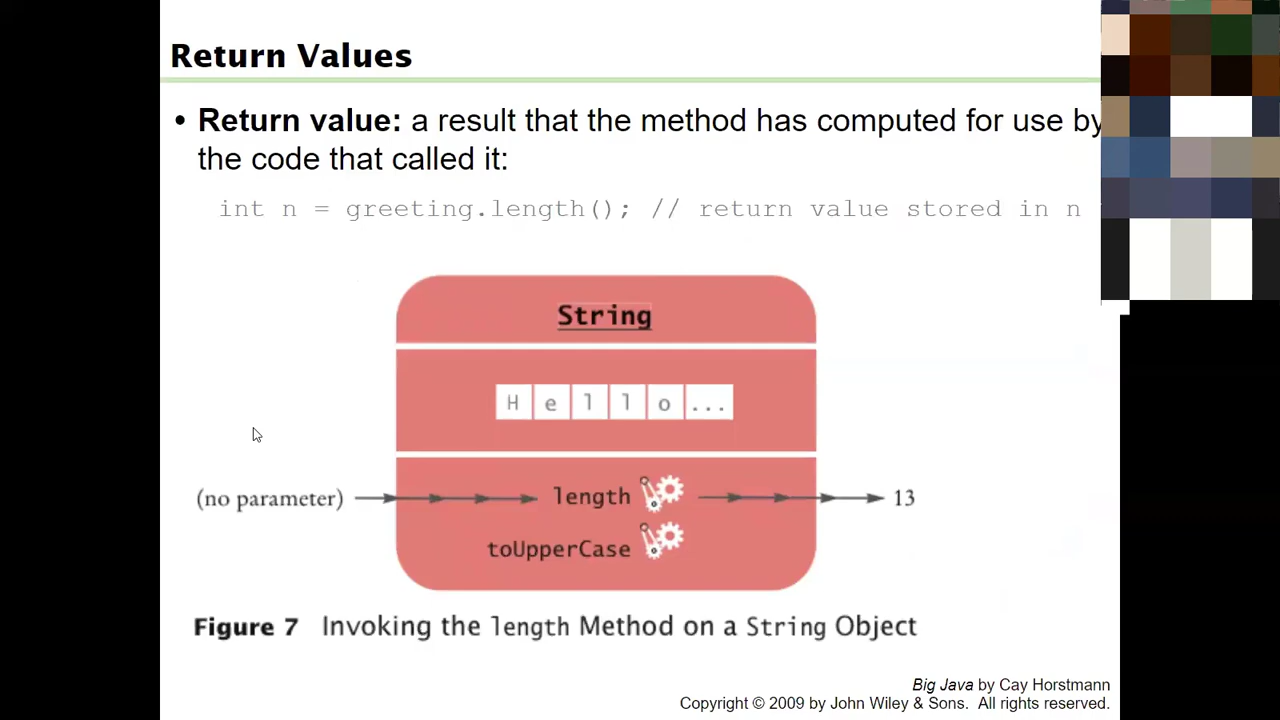 Return Values
• Return value: a result that the method has computed for use by
the code that called it:
int n = greeting.length(); // return value stored in n
String
H e l l o ...
(no parameter) length 13
toUpperCase
Figure 7 Invoking the length Method on a String Object
Big Java by Cay Horstmann
Copyright © 2009 by John Wiley & Sons. All rights reserved.